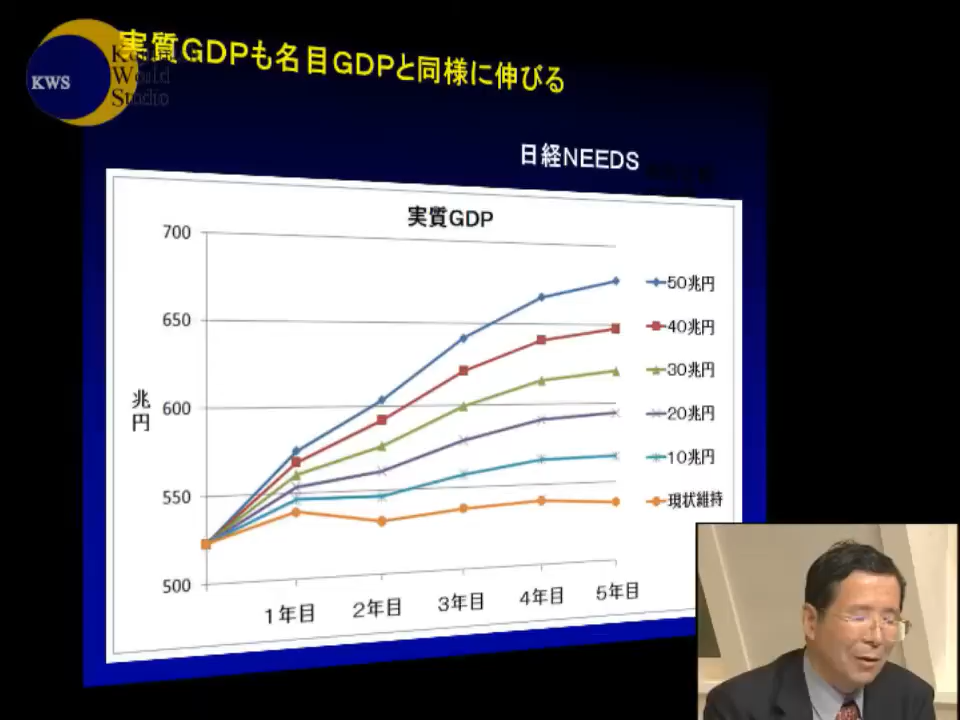 実質GDPも名目GDPと同様に伸びる
KWS
World
Studio
日経NEEDS
実質GDP
700
650
600
550
500
兆円
1年目
2年目
3年目
4年目
5年目
50兆円
40兆円
30兆円
20兆円
10兆円
現状維持